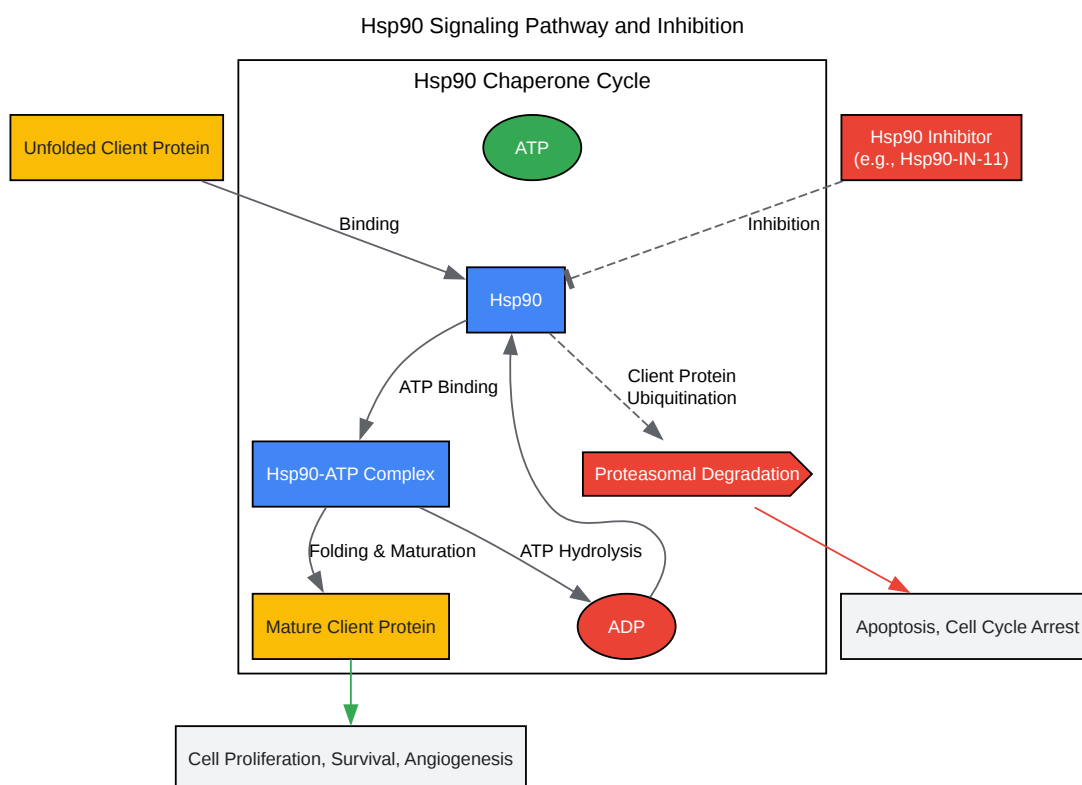 Hsp90 Signaling Pathway and Inhibition
Hsp90 Chaperone Cycle
Unfolded Client Protein
ATP
Hsp90 Inhibitor
(e.g., Hsp90-IN-11)
Binding
Inhibition
Hsp90
Client Protein
Ubiquitination
ATP Binding
Hsp90-ATP Complex
Proteasomal Degradation
Folding & Maturation
ATP Hydrolysis
Mature Client Protein
ADP
Apoptosis, Cell Cycle Arrest
Cell Proliferation, Survival, Angiogenesis